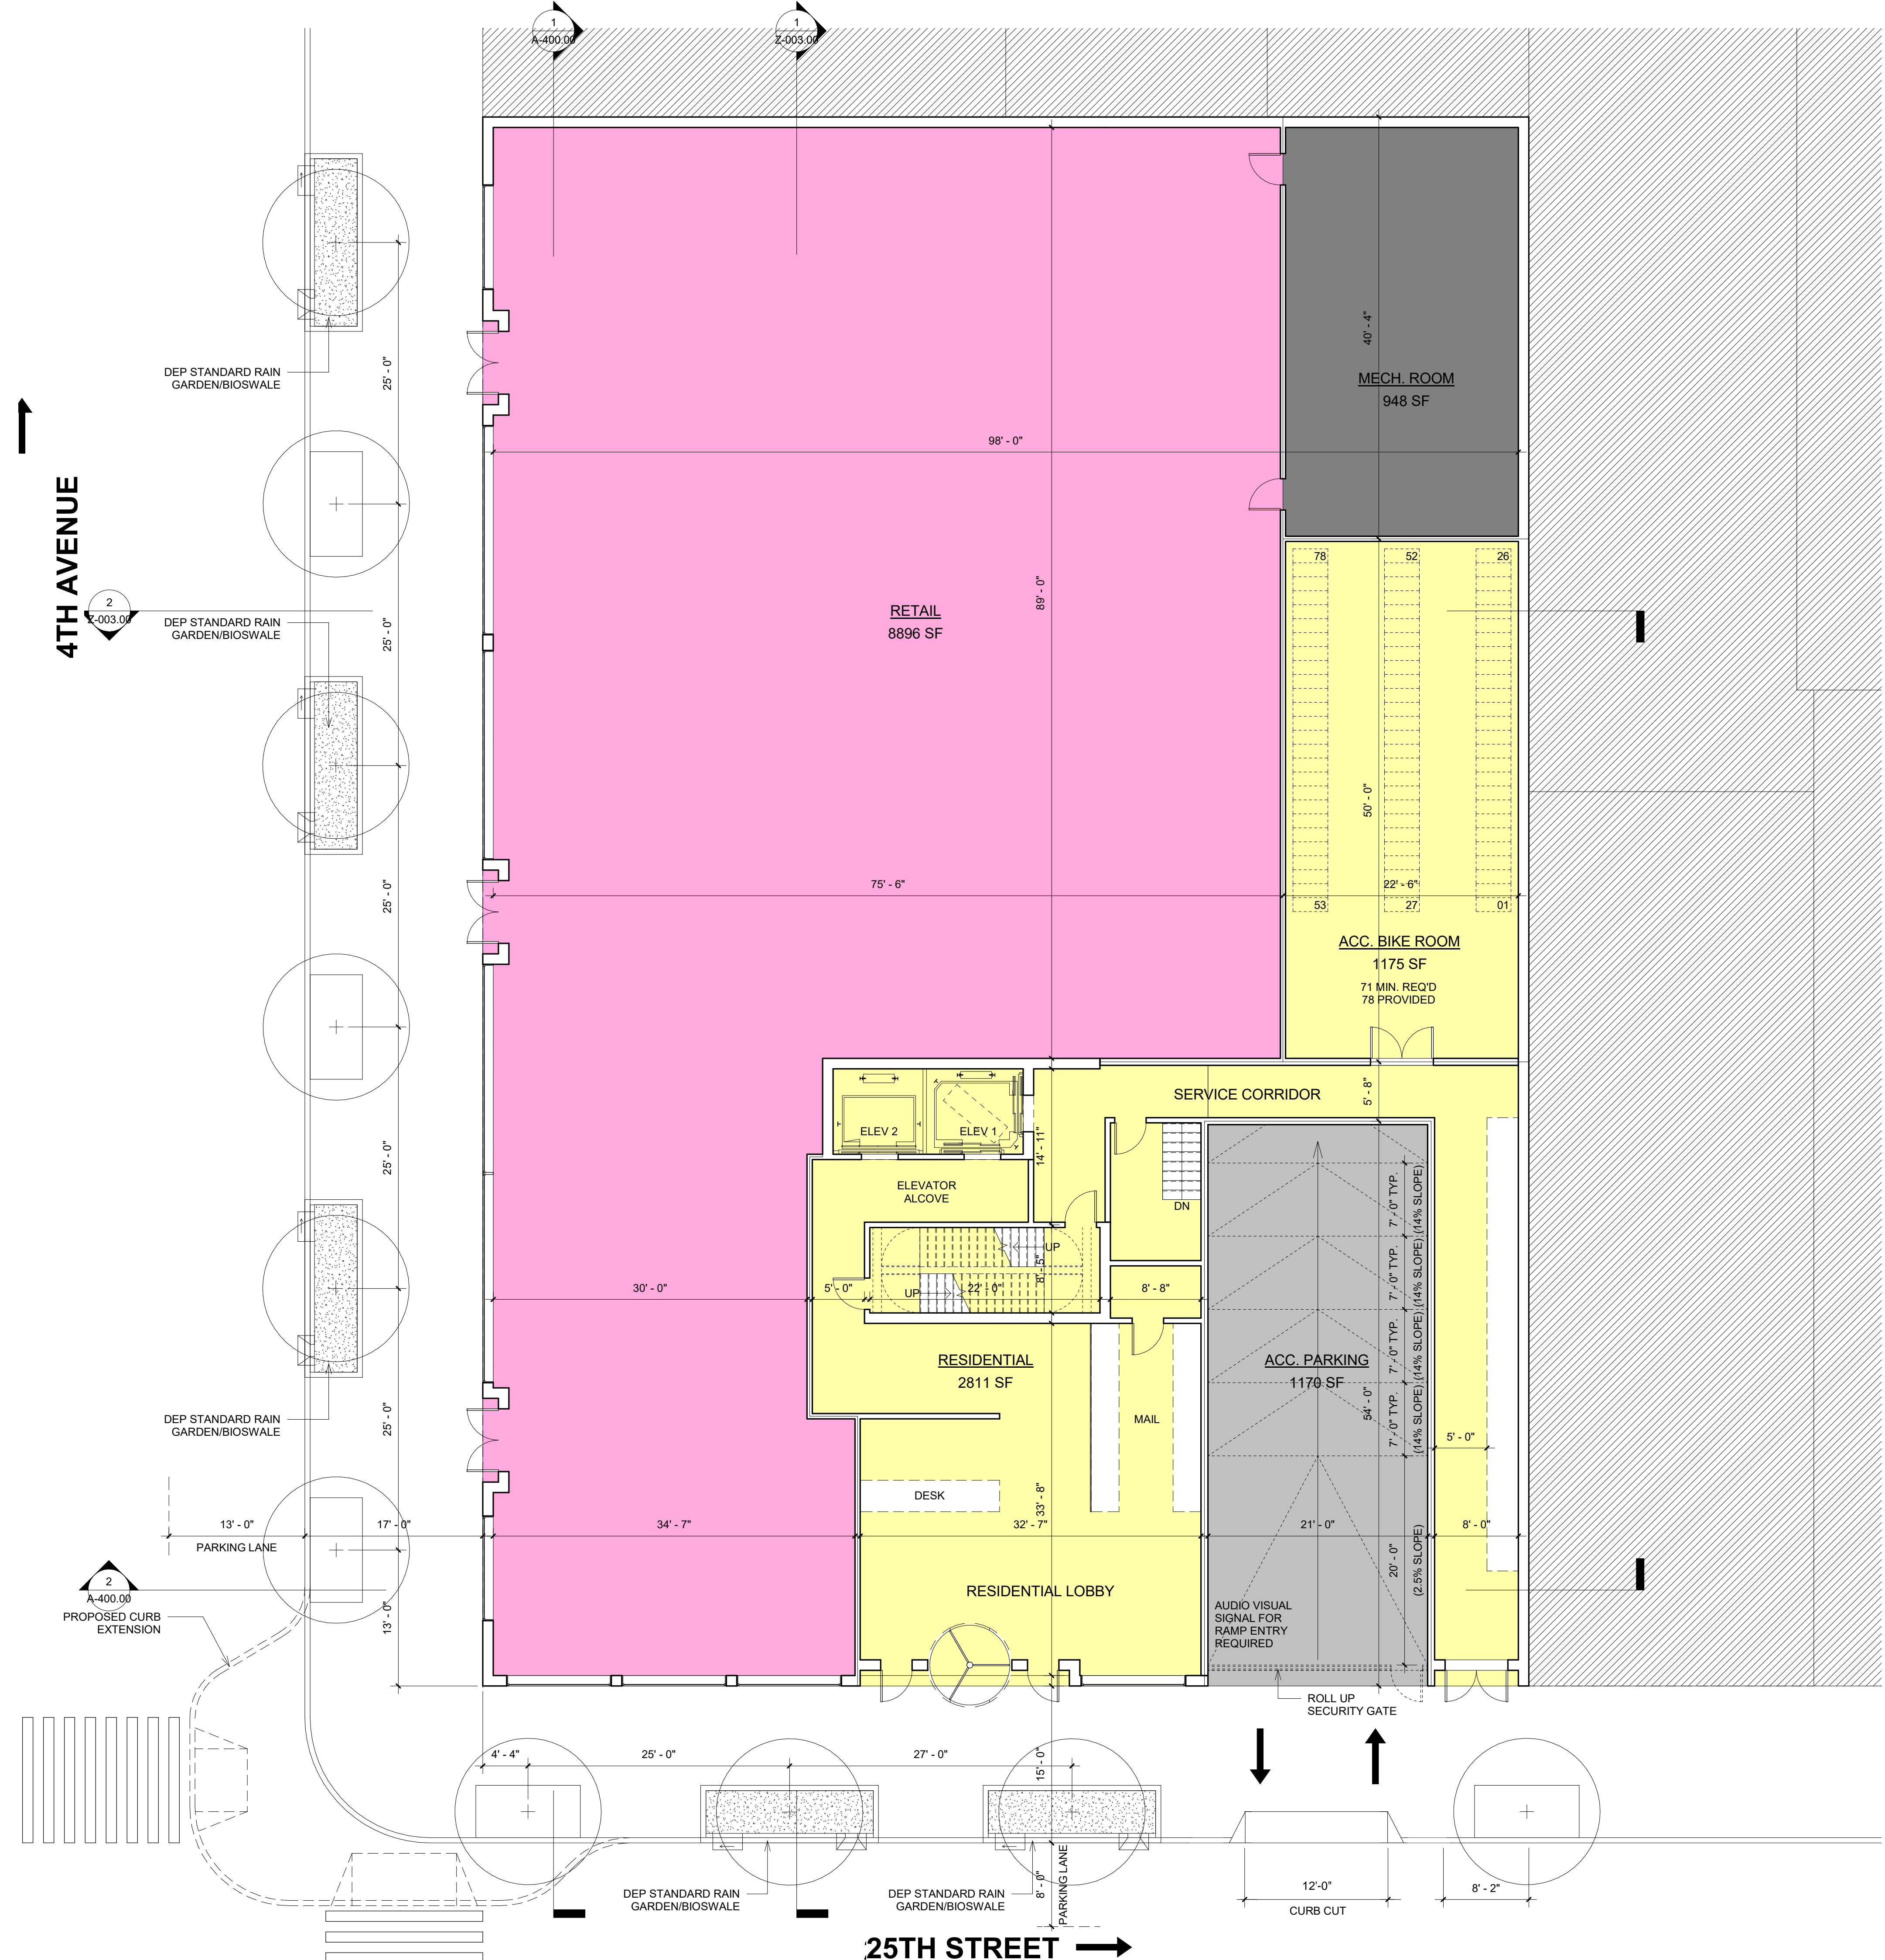 1
A-400.00
1
Z-003.00
DEP STANDARD RAIN
GARDEN/BIOSWALE
25' - 0"
40' - 4"
MECH. ROOM
948 SF
98' - 0"
4TH AVENUE
2
Z-003.00
DEP STANDARD RAIN
GARDEN/BIOSWALE
25' - 0"
RETAIL
8896 SF
89' - 0"
78
52
26
50' - 0"
25' - 0"
75' - 6"
22' - 6"
53
27
01
ACC. BIKE ROOM
1175 SF
71 MIN. REQ'D
78 PROVIDED
SERVICE CORRIDOR
5' - 8"
ELEV 2
ELEV 1
14' - 11"
25' - 0"
ELEVATOR
ALCOVE
DN
7' - 0" TYP.
(14% SLOPE)
UP
8' - 5"
7' - 0" TYP.
(14% SLOPE)
30' - 0"
5' - 0"
UP
22' - 0"
8' - 8"
7' - 0" TYP.
(14% SLOPE)
RESIDENTIAL
2811 SF
ACC. PARKING
1170 SF
54' - 0"
7' - 0" TYP.
(14% SLOPE)
DEP STANDARD RAIN
GARDEN/BIOSWALE
25' - 0"
MAIL
5' - 0"
DESK
33' - 8"
13' - 0"
PARKING LANE
17' - 0"
34' - 7"
32' - 7"
21' - 0"
8' - 0"
20' - 0"
(2.5% SLOPE)
2
A-400.00
PROPOSED CURB
EXTENSION
13' - 0"
RESIDENTIAL LOBBY
AUDIO VISUAL
SIGNAL FOR
RAMP ENTRY
REQUIRED
ROLL UP
SECURITY GATE
4' - 4"
25' - 0"
27' - 0"
15' - 0"
DEP STANDARD RAIN
GARDEN/BIOSWALE
DEP STANDARD RAIN
GARDEN/BIOSWALE
8' - 0"
PARKING LANE
12'-0"
CURB CUT
8' - 2"
25TH STREET